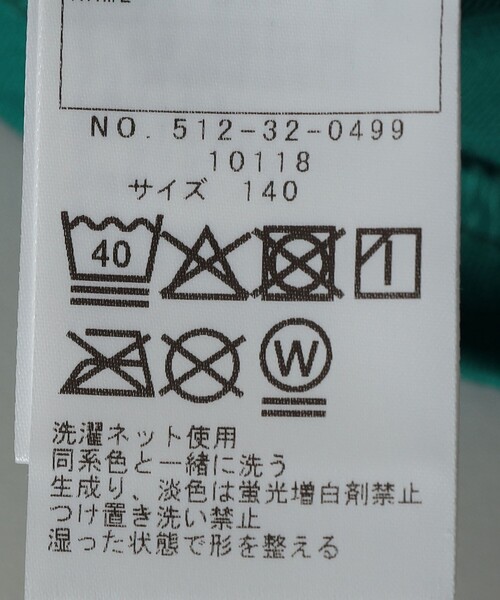 NO. 512-32-0499
10118
サイズ 140
40
W
洗濯ネット使用
同系色と一緒に洗う
生成り、淡色は蛍光増白剤禁止
つけ置き洗い禁止
湿った状態で形を整える